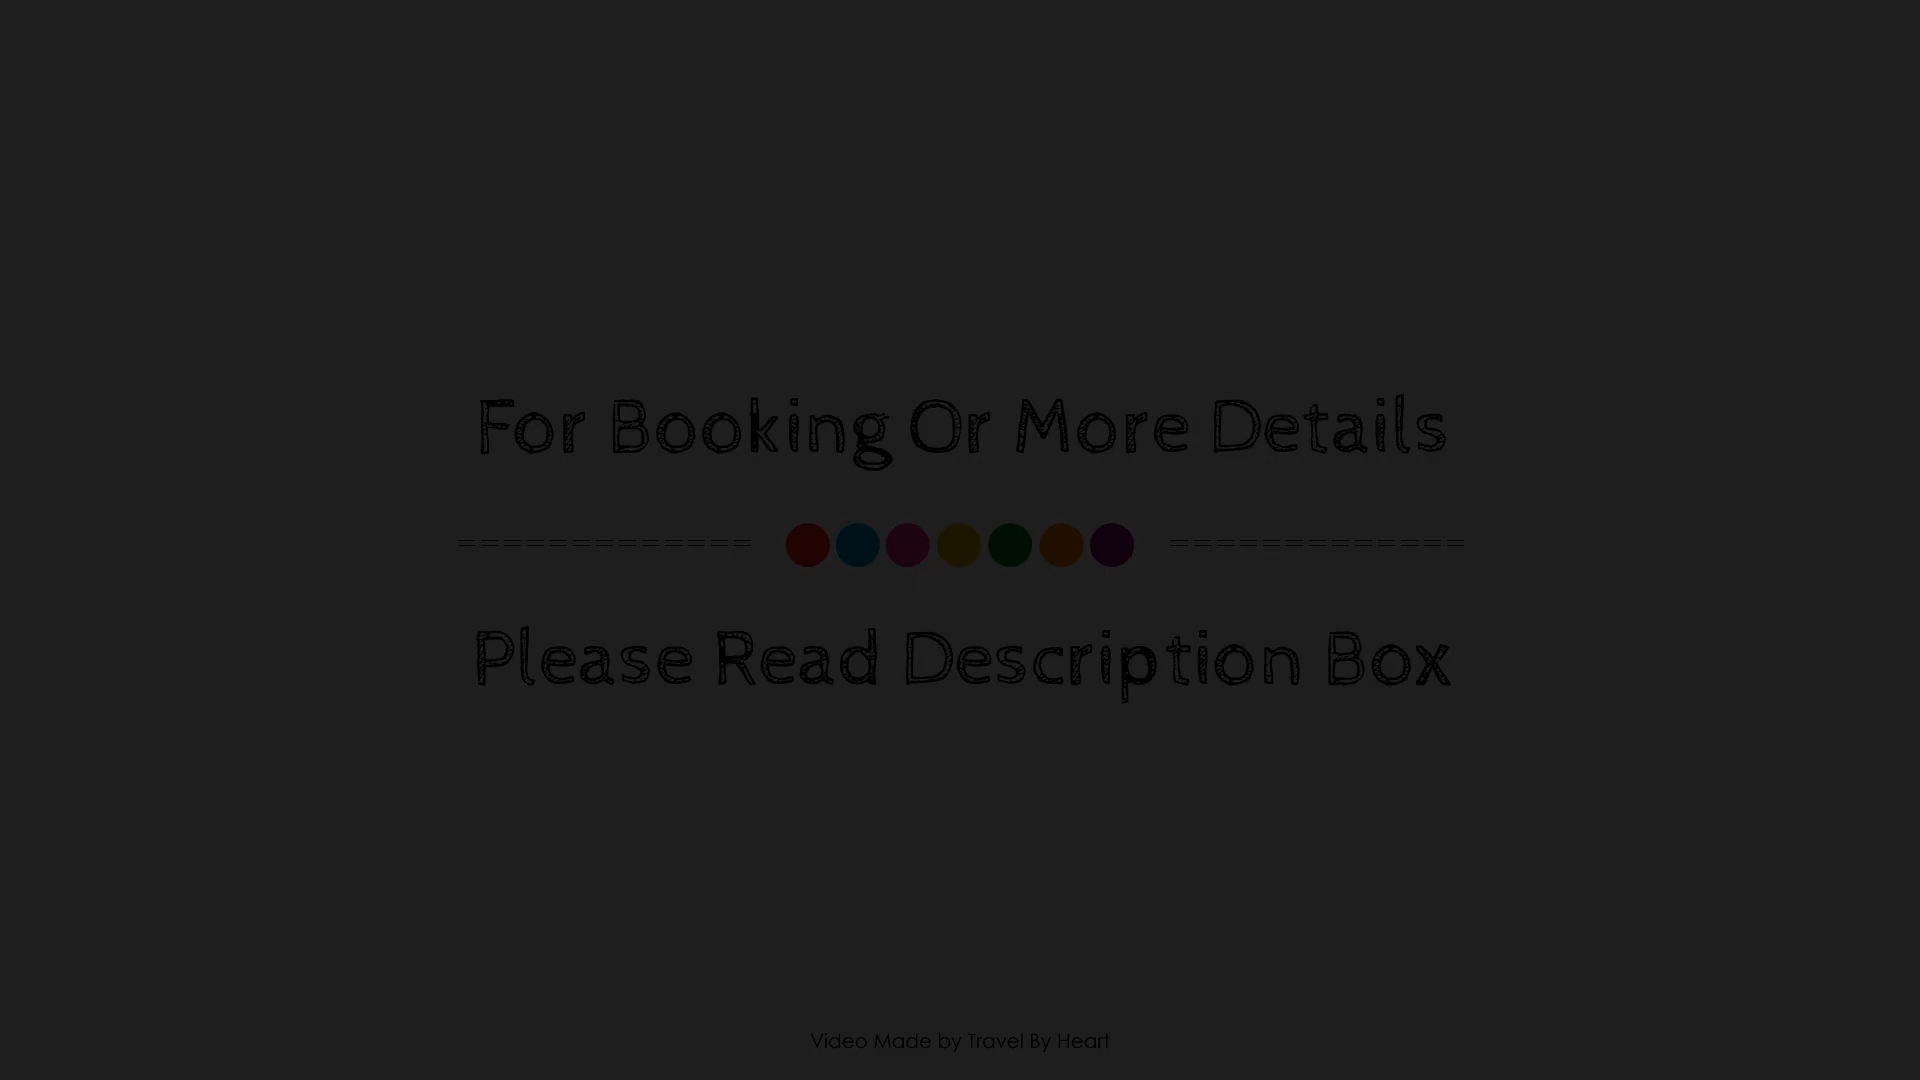 For Booking Or More Details
============= =============
Please Read Description Box
Video Made by Travel By Heart